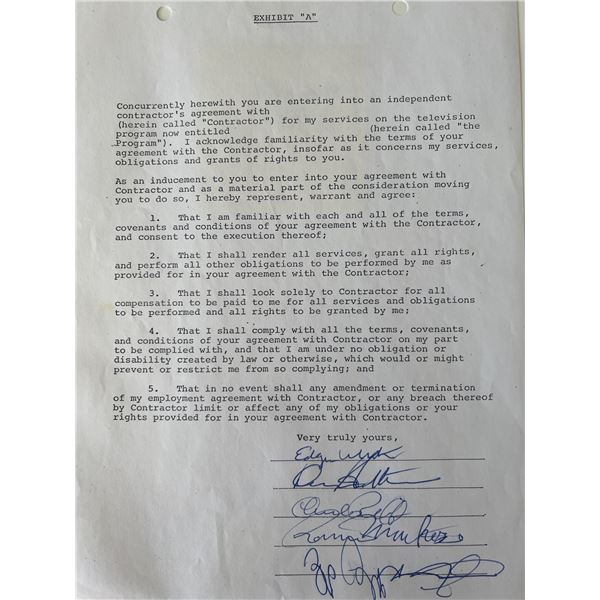 EXHIBIT "A"
Concurrently herewith you are entering into an independent
contractor's agreement with
(herein called "Contractor") for my services on the television
program now entitled (herein called "the
Program"). I acknowledge familiarity with the terms of your
agreement with the Contractor, insofar as it concerns my services,
obligations and grants of rights to you.
As an inducement to you to enter into your agreement with
Contractor and as a material part of the consideration moving
you to do so, I hereby represent, warrant and agree:
1. That I am familiar with each and all of the terms,
covenants and conditions of your agreement with the Contractor,
and consent to the execution thereof;
2. That I shall render all services, grant all rights,
and perform all other obligations to be performed by me as
provided for in your agreement with the Contractor;
3. That I shall look solely to Contractor for all
compensation to be paid to me for all services and obligations
to be performed and all rights to be granted by me;
4. That I shall comply with all the terms, covenants,
and conditions of your agreement with Contractor on my part
to be complied with, and that I am under no obligation or
disability created by law or otherwise, which would or might
prevent or restrict me from so complying; and
5. That in no event shall any amendment or termination
of my employment agreement with Contractor, or any breach thereof
by Contractor limit or affect any of my obligations or your
rights provided for in your agreement with Contractor.
Very truly yours,